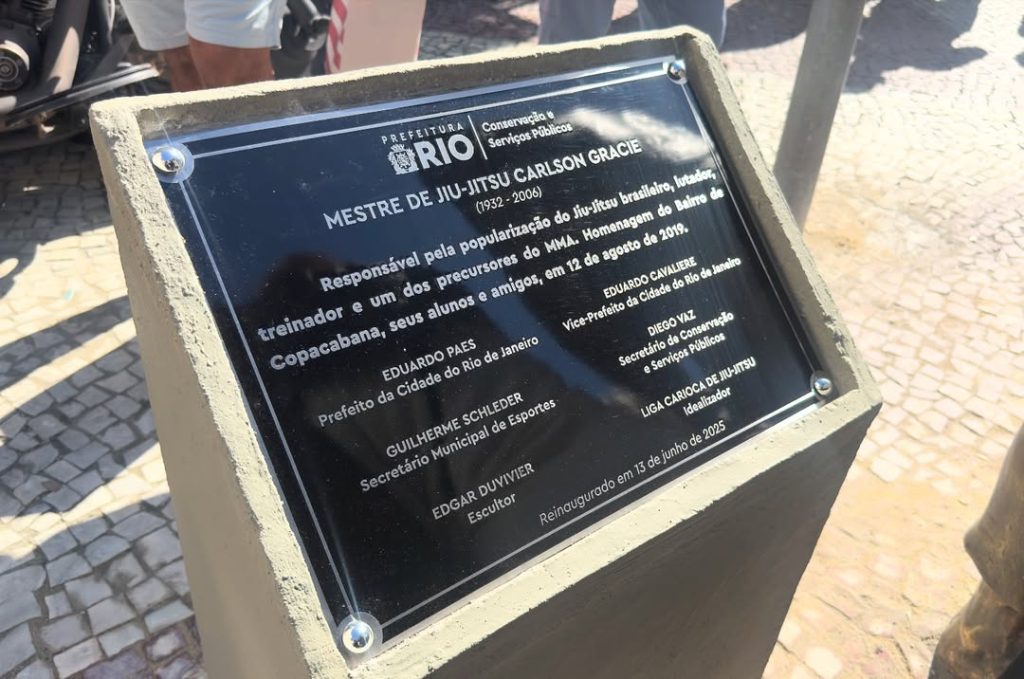 PREFEITURA
RIO
Conservação e
Serviços Públicos
MESTRE DE JIU-JITSU CARLSON GRACIE
(1932 - 2006)
Responsável pela popularização do Jiu-Jitsu brasileiro, lutador,
treinador e um dos precursores do MMA. Homenagem do Bairro de
Copacabana, seus alunos e amigos, em 12 de agosto de 2019.
EDUARDO PAES
Prefeito da Cidade do Rio de Janeiro
EDUARDO CAVALIERE
Vice-Prefeito da Cidade do Rio de Janeiro
GUILHERME SCHLEDER
Secretário Municipal de Esportes
DIEGO VAZ
Secretário de Conservação
e Serviços Públicos
EDGAR DUVIVIER
Escultor
LIGA CARIOCA DE JIU-JITSU
Idealizador
Reinaugurado em 13 de junho de 2025